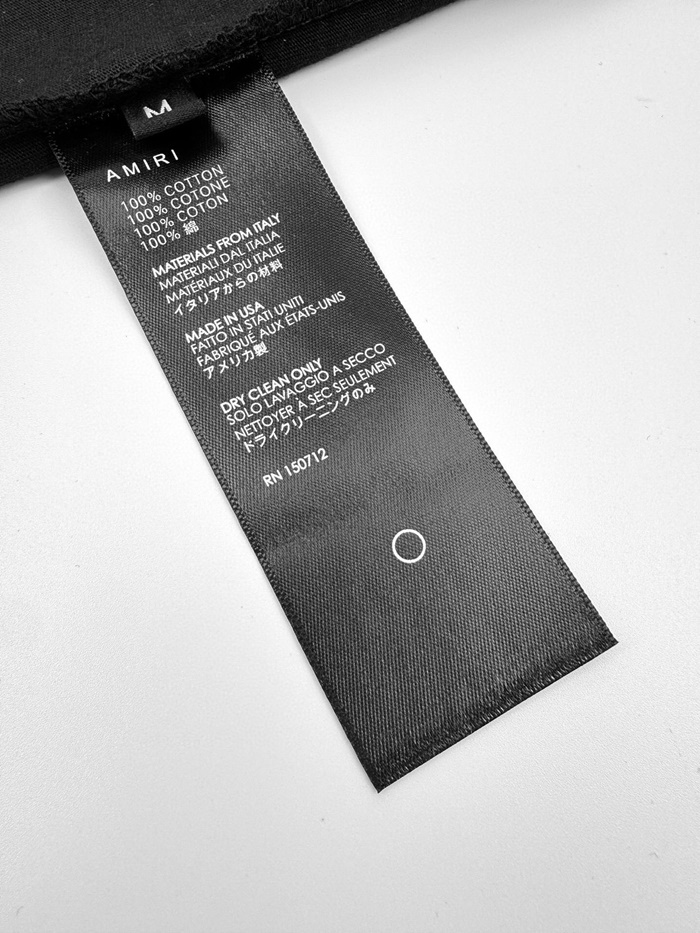 M
AMIRI
100% COTTON
100% COTONE
100% COTON
100% 綿
MATERIALS FROM ITALY
MATERIALI DAL ITALIA
MATÉRIAUX DU ITALIE
イタリアからの材料
MADE IN USA
FATTO IN STATI UNITI
FABRIQUÉ AUX ÉTATS-UNIS
アメリカ製
DRY CLEAN ONLY
SOLO LAVAGGIO A SECCO
NETTOYER À SEC SEULEMENT
ドライクリーニングのみ
RN 150712